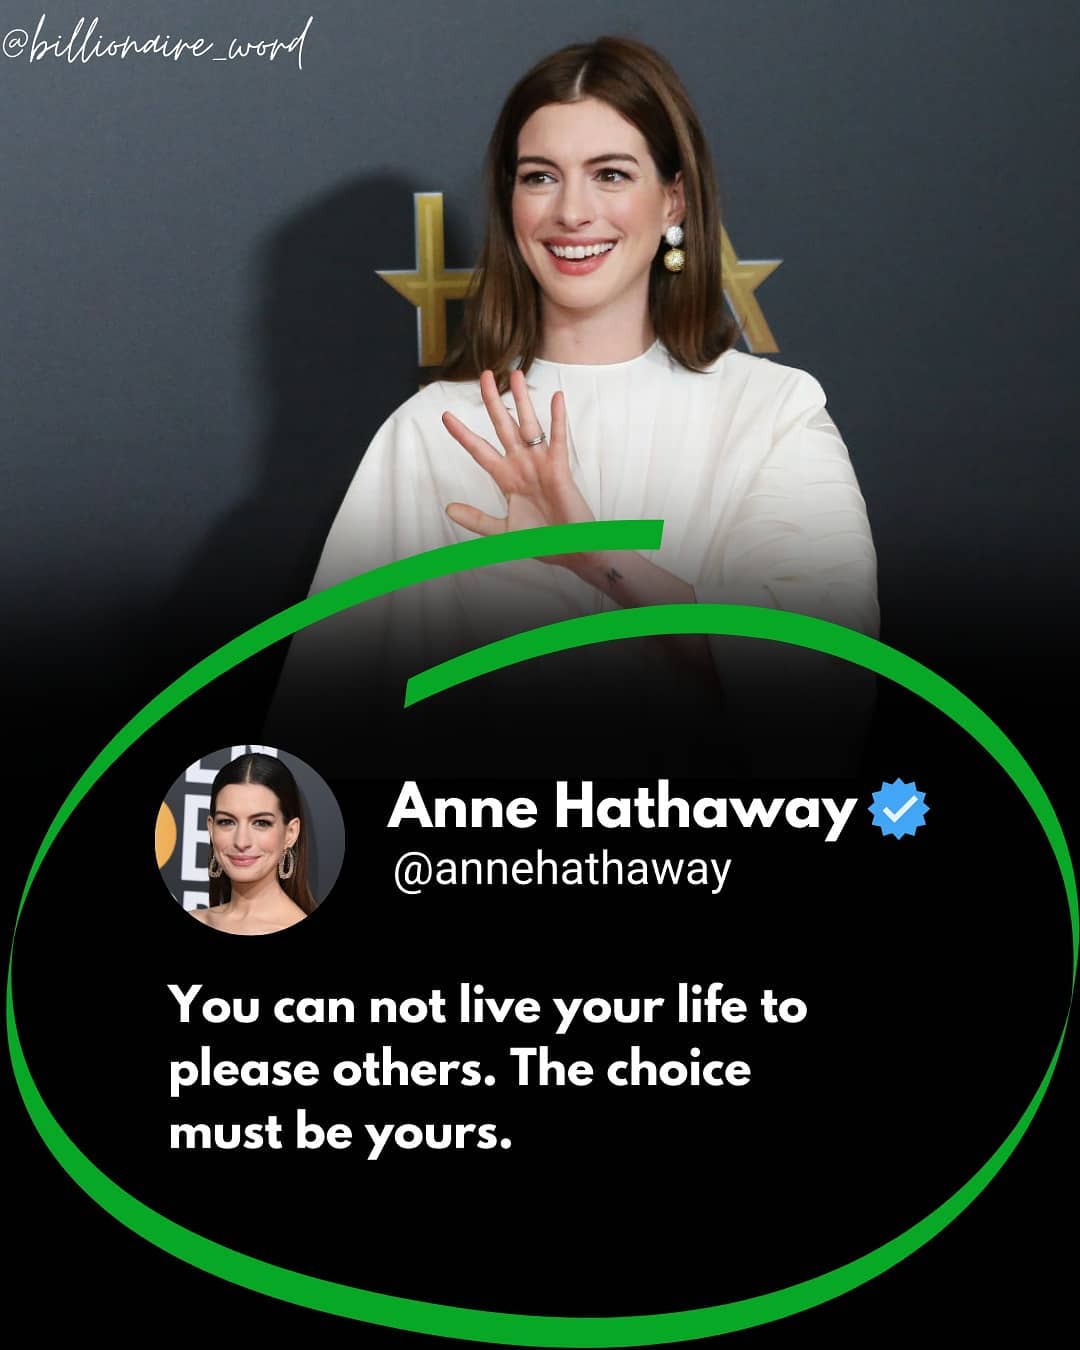 @billionaire_word
H A
Anne Hathaway
@annehathaway
You can not live your life to
please others. The choice
must be yours.